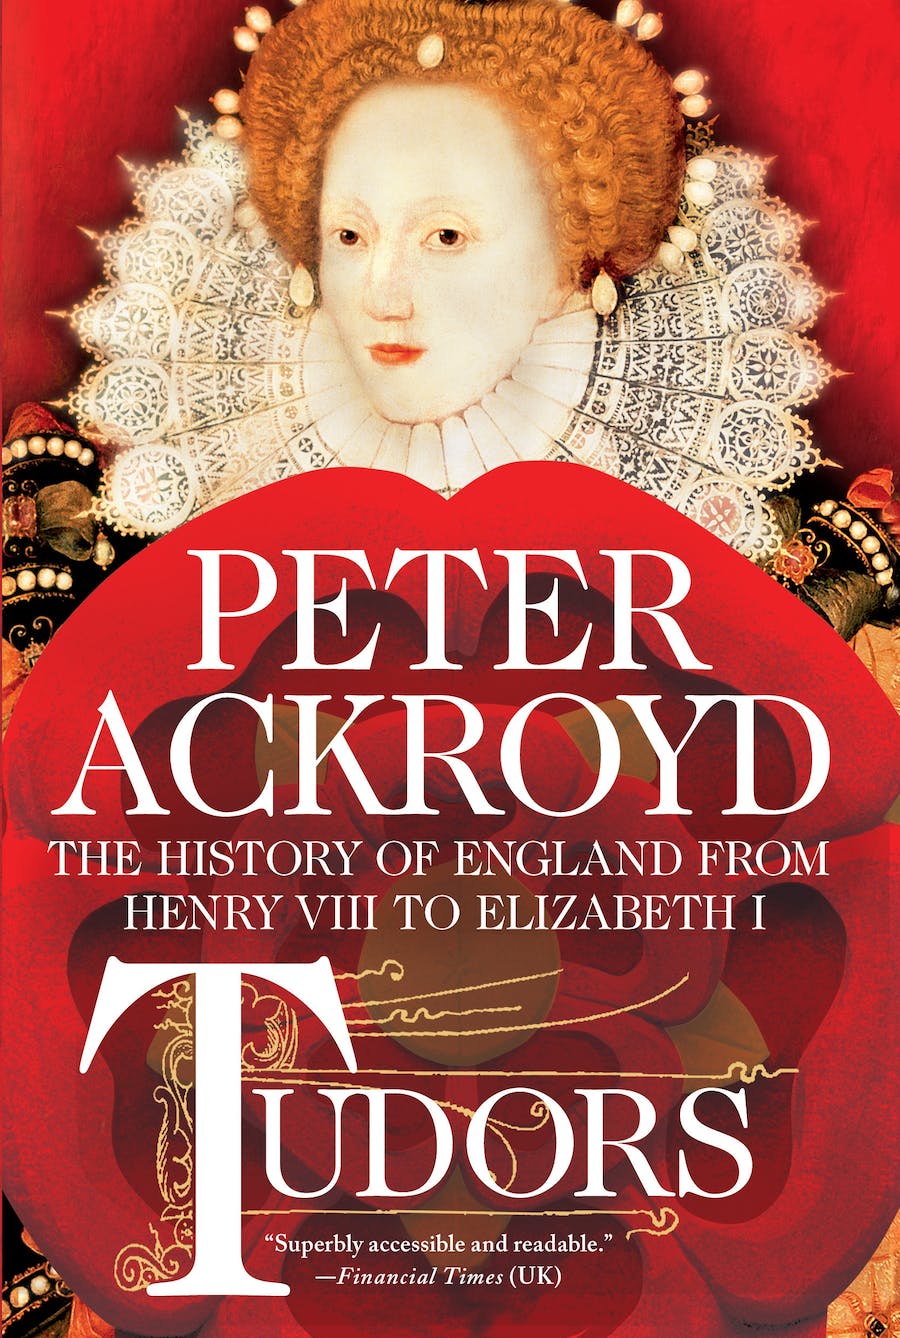 PETER
ACKROYD
THE HISTORY OF ENGLAND FROM
HENRY VIII TO ELIZABETH I
TUDORS
“Superbly accessible and readable.”
—Financial Times (UK)